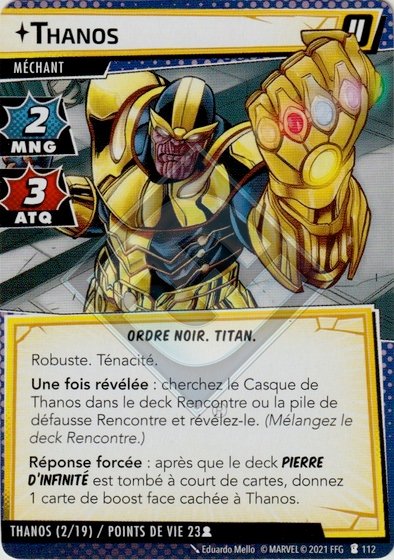 THANOS
II
MÉCHANT
2
MNG
3
ATQ
ORDRE NOIR. TITAN.
Robuste. Ténacité.
Une fois révélée : cherchez le Casque de
Thanos dans le deck Rencontre ou la pile de
défausse Rencontre et révélez-le. (Mélangez le
deck Rencontre.)
Réponse forcée : après que le deck PIERRE
D'INFINITÉ est tombé à court de cartes, donnez
1 carte de boost face cachée à Thanos.
THANOS (2/19) / POINTS DE VIE 23
Eduardo Mello © MARVEL © 2021 FFG 112